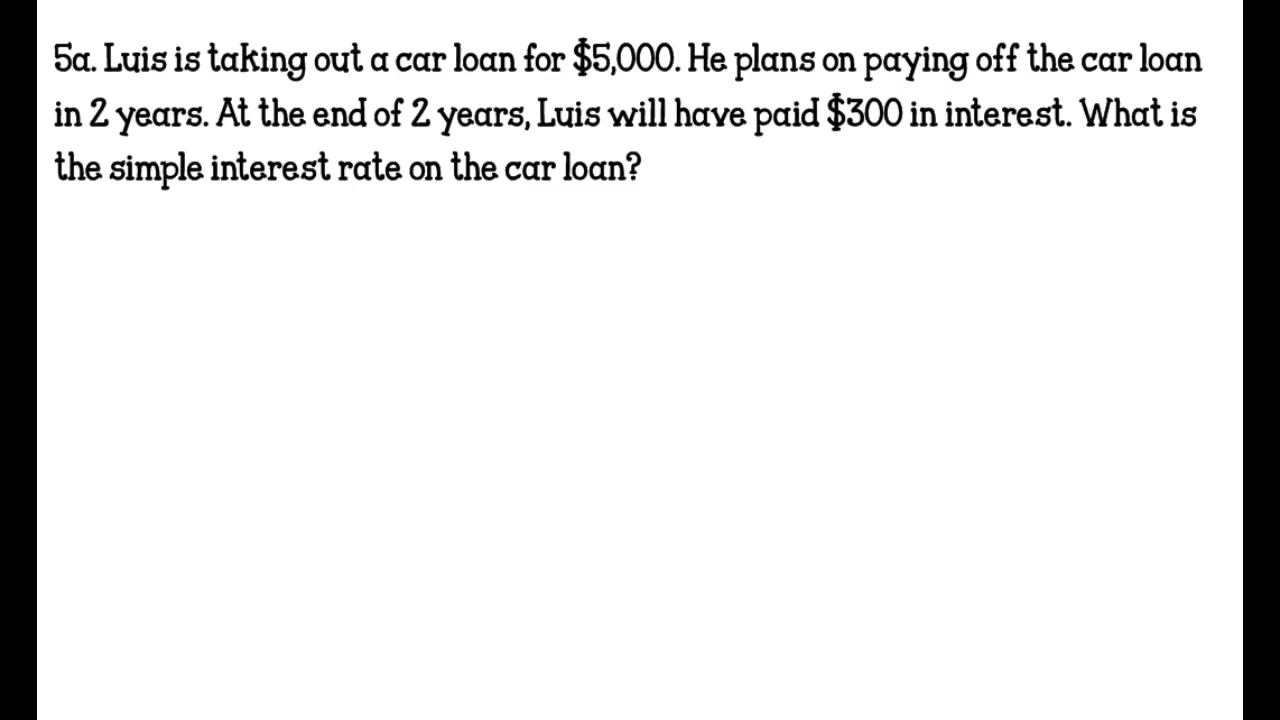 5a. Luis is taking out a car loan for $5,000. He plans on paying off the car loan
in 2 years. At the end of 2 years, Luis will have paid $300 in interest. What is
the simple interest rate on the car loan?